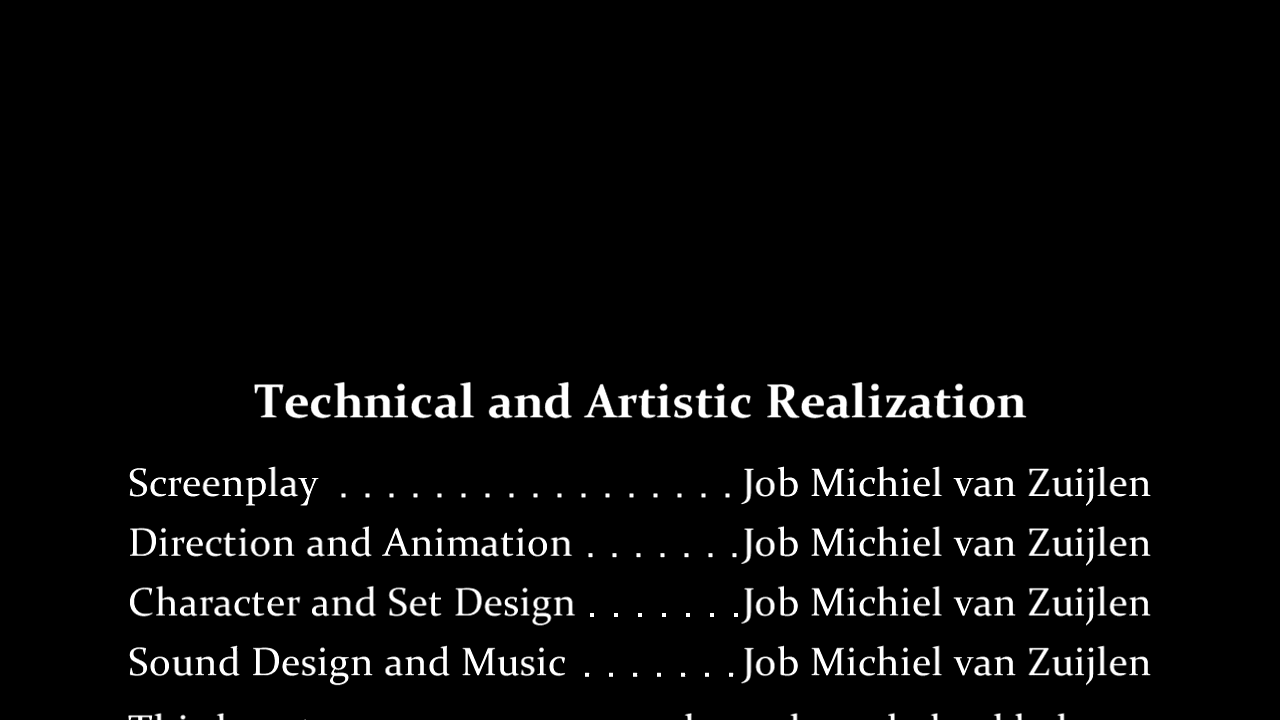 Technical and Artistic Realization
Screenplay . . . . . . . . . . . . . . . . . Job Michiel van Zuijlen
Direction and Animation . . . . . . . Job Michiel van Zuijlen
Character and Set Design . . . . . . . Job Michiel van Zuijlen
Sound Design and Music . . . . . . . Job Michiel van Zuijlen